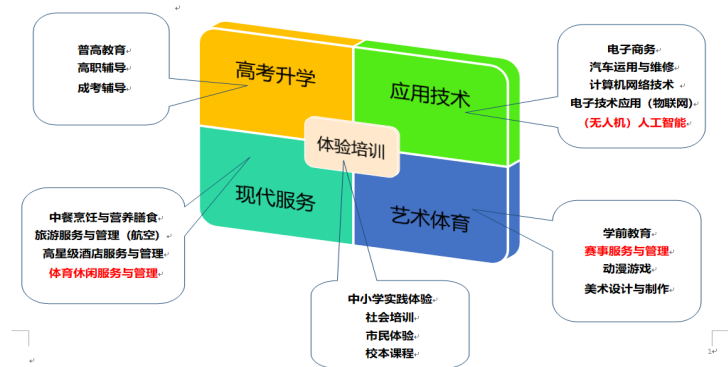 普高教育
高职辅导
成考辅导
高考升学
应用技术
电子商务
汽车运用与维修
计算机网络技术
电子技术应用（物联网）
（无人机）人工智能
体验培训
现代服务
艺术体育
中餐烹饪与营养膳食
旅游服务与管理（航空）
高星级酒店服务与管理
体育休闲服务与管理
学前教育
赛事服务与管理
动漫游戏
美术设计与制作
中小学实践体验
社会培训
市民体验
校本课程
1